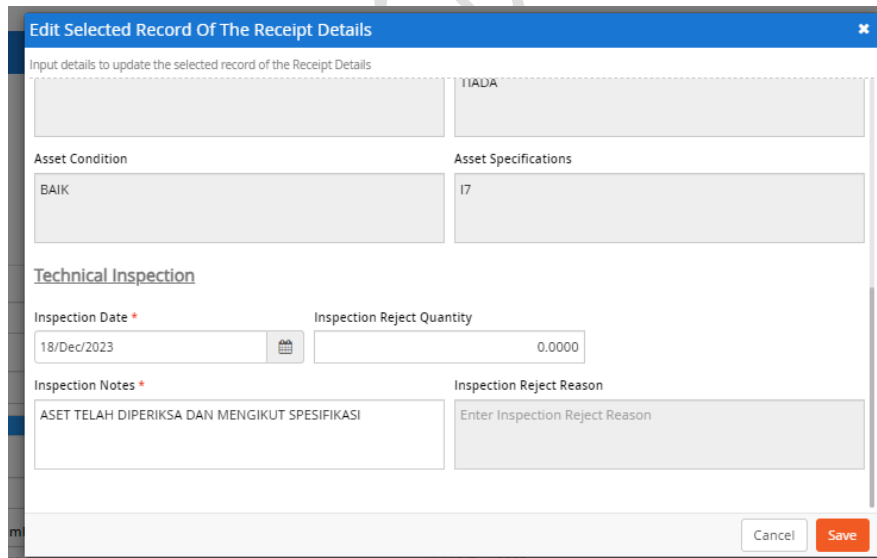 Edit Selected Record Of The Receipt Details
Input details to update the selected record of the Receipt Details
TIADA
Asset Condition
Asset Specifications
BAIK
I7
Technical Inspection
Inspection Date *
Inspection Reject Quantity
18/Dec/2023
0.0000
Inspection Notes *
Inspection Reject Reason
ASET TELAH DIPERIKSA DAN MENGIKUT SPESIFIKASI
Enter Inspection Reject Reason
Cancel
Save